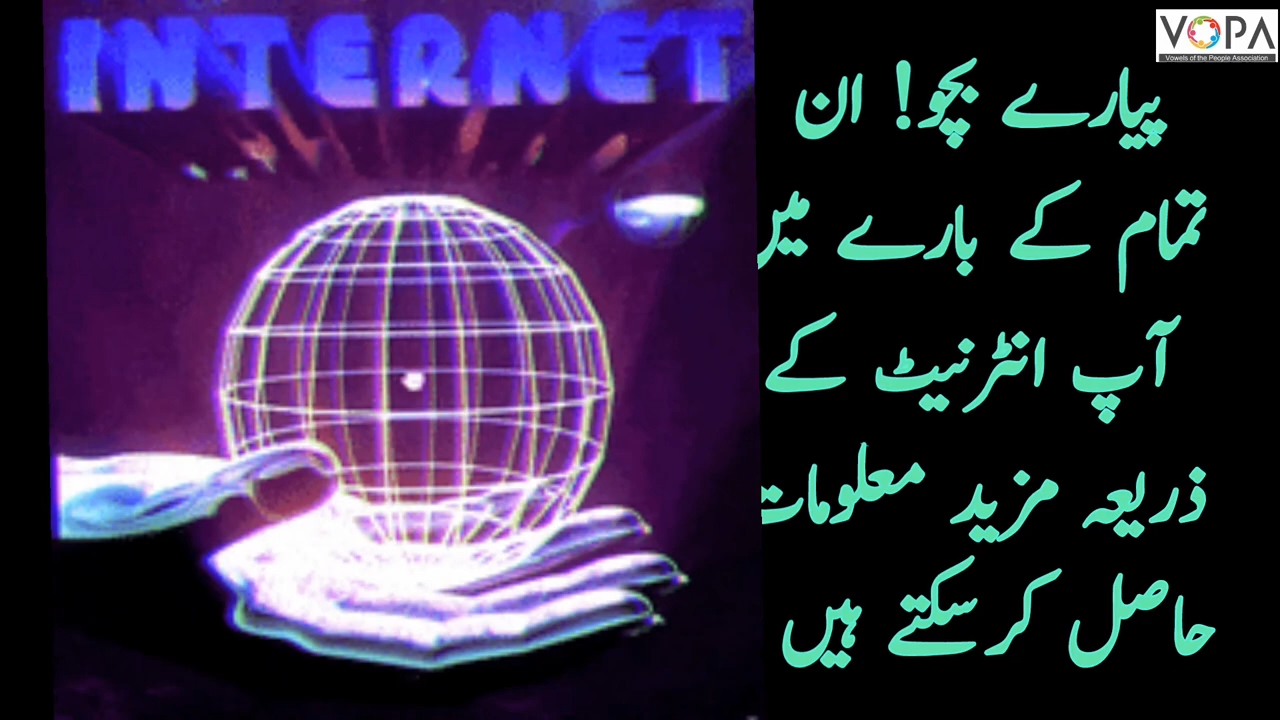 INTERNET
VOPA
Vowels of the People Association
پیارے بچو! ان
تمام کے بارے میں
آپ انٹرنیٹ کے
ذریعہ مزید معلومات
حاصل کرسکتے ہیں